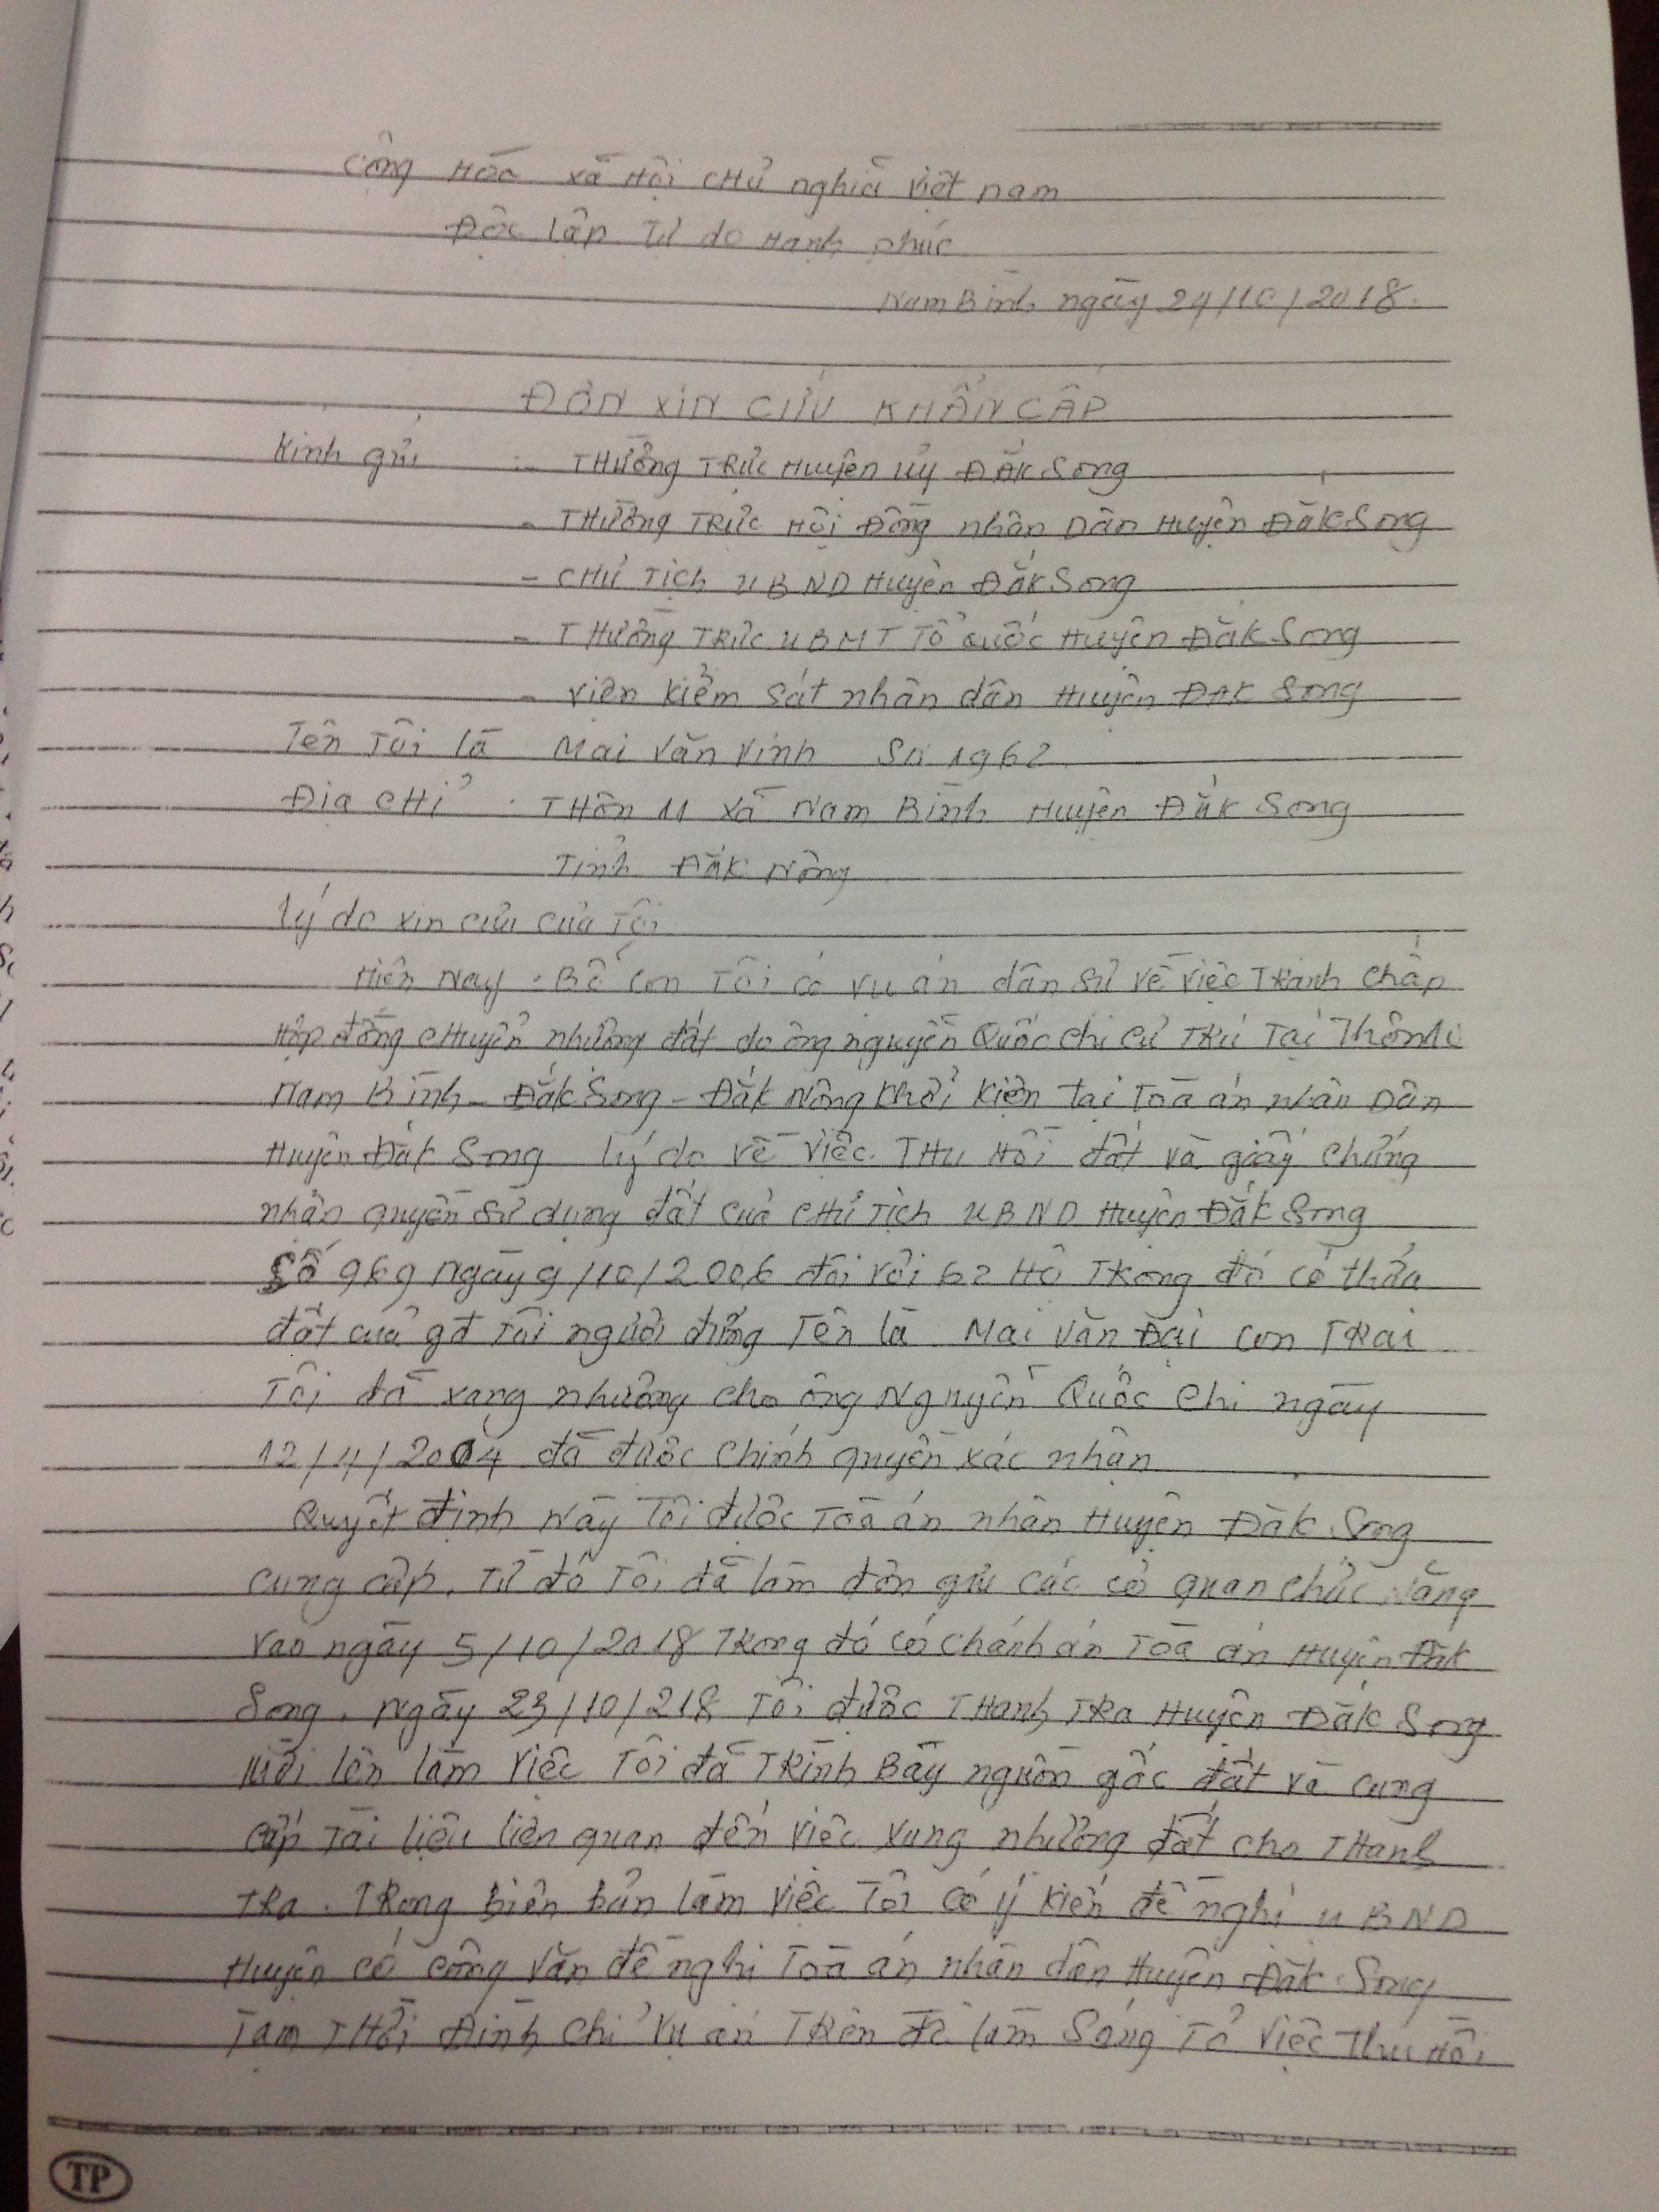 Cộng Hòa xã Hội CHủ nghĩa Việt nam
Độc lập Tự do Hạnh phúc
Nam Bình ngày 24/10/2018.
ĐƠN XIN CỨU KHẨN CẤP
Kính gửi :- THường TRực Huyện ủy ĐĂK Song
- THường TRực Hội Đồng nhân Dân Huyện ĐăkSong
- CHủ Tịch UBND Huyện ĐắkSong
- THường TRực UBMT Tổ Quốc Huyện Đăk Song
- Viện kiểm sát nhân dân Huyện ĐăK Song
Tên Tôi là Mai Văn Vinh SN 1962
Địa CHỉ : THôn 11 xã Nam Bình Huyện Đắk Song
Tỉnh Đăk Nông
Lý do xin cứu của Tôi
Hiện Nay : Bố con Tôi có vụ án dân sự về việc TRanh Chấp
Hợp đồng CHuyển nhượng đất do ông nguyễn Quốc Chi cư TRú Tại Thôn
Nam Bình - Đắk Song - Đăk Nông khởi kiện tại Tòa án nhân Dân
Huyện Đăk Song lý do về việc THu Hồi đất và giấy chứng
nhận quyền sử dụng đất của CHủ Tịch UBND Huyện Đắk Song
Số 969 Ngày 9/10/2006 đối với 62 Hộ TRong đó có thửa
đất của gđ Tôi người đứng Tên là Mai Văn Đại con TRai
Tôi đã xang nhượng cho ông Nguyễn Quốc Chi ngày
12/4/2014 đã được Chính quyền xác nhận
Quyết định Này Tôi được Tòa án nhân Huyện Đăk Song
cung cấp. Từ đó Tôi đã làm đơn gửi các cơ quan chức Năng
vào ngày 5/10/2018 TRong đó có Chánh án Tòa án Huyện Đăk
Song. Ngày 23/10/218 Tôi được THanh TRa Huyện Đăk Song
mời lên làm việc Tôi đã TRình Bày nguồn gốc đất và cung
cấp Tài liệu liên quan đến việc xang nhượng đất cho THanh
TRa. TRong biên bản làm việc Tôi có ý kiến đề nghị UBND
Huyện có công văn đề nghị Tòa án nhân dân Huyện Đăk Song
Tạm THời Đình Chỉ vụ án TRên để làm Sáng Tỏ việc Thu Hồi
TP